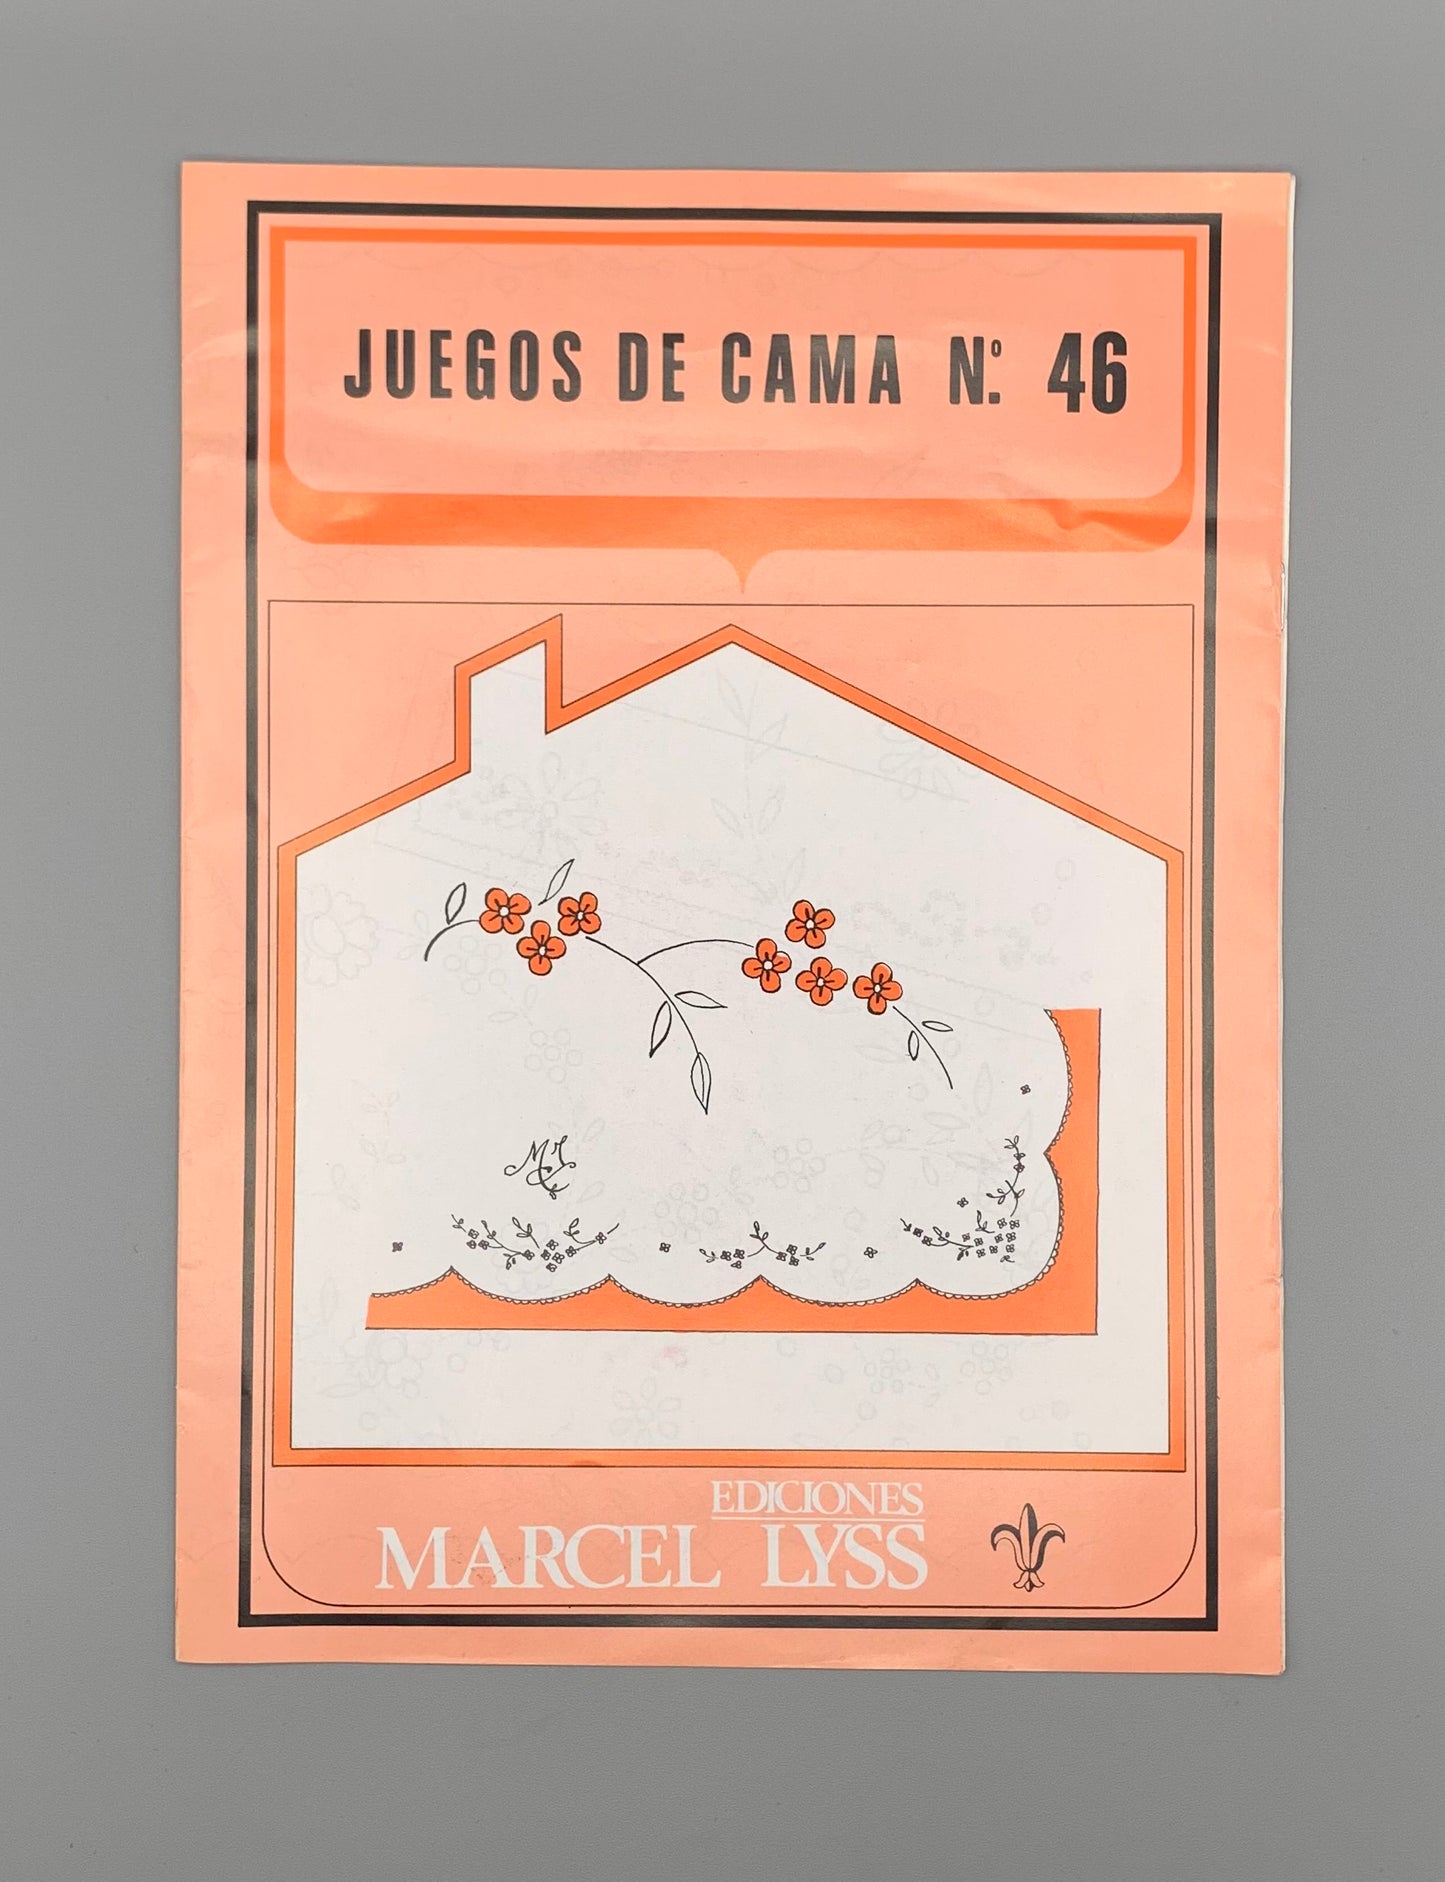 JUEGOS DE CAMA Nº. 46
EDICIONES
MARCEL LYSS